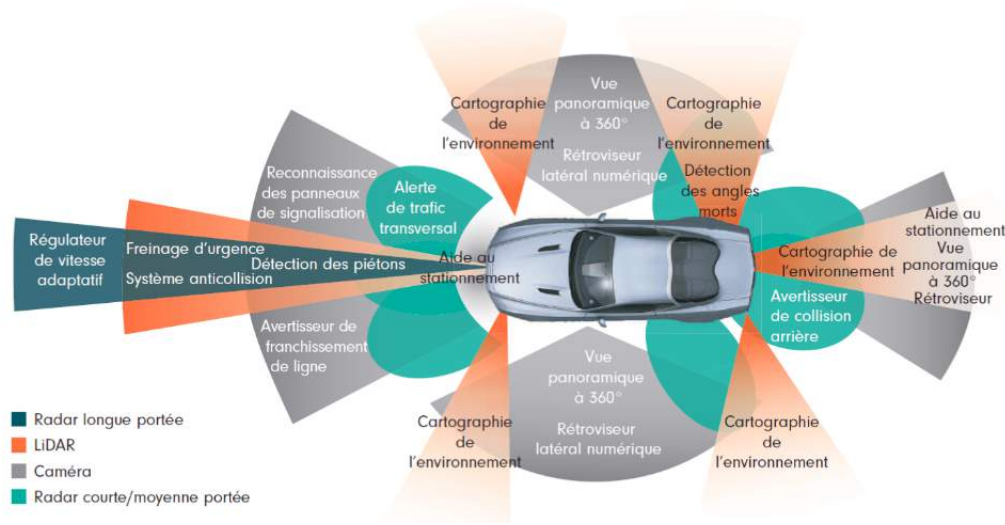 Cartographie
de
l'environnement
Vue
panoramique
à 360°
Rétroviseur
latéral numérique
Cartographie
de
l'environnement
Détection
des angles
morts
Reconnaissance
des panneaux
de signalisation
Alerte
de trafic
transversal
Régulateur
de vitesse
adaptatif
Freinage d'urgence
Système anticollision
Détection des piétons
Aide au
stationnement
Cartographie de
l'environnement
Aide au
stationnement
Vue
panoramique
à 360°
Rétroviseur
Avertisseur
de collision
arrière
Avertisseur de
franchissement
de ligne
Vue
panoramique
à 360°
Rétroviseur
latéral numérique
Cartographie
de
l'environnement
Cartographie
de
l'environnement
Radar longue portée
LiDAR
Caméra
Radar courte/moyenne portée